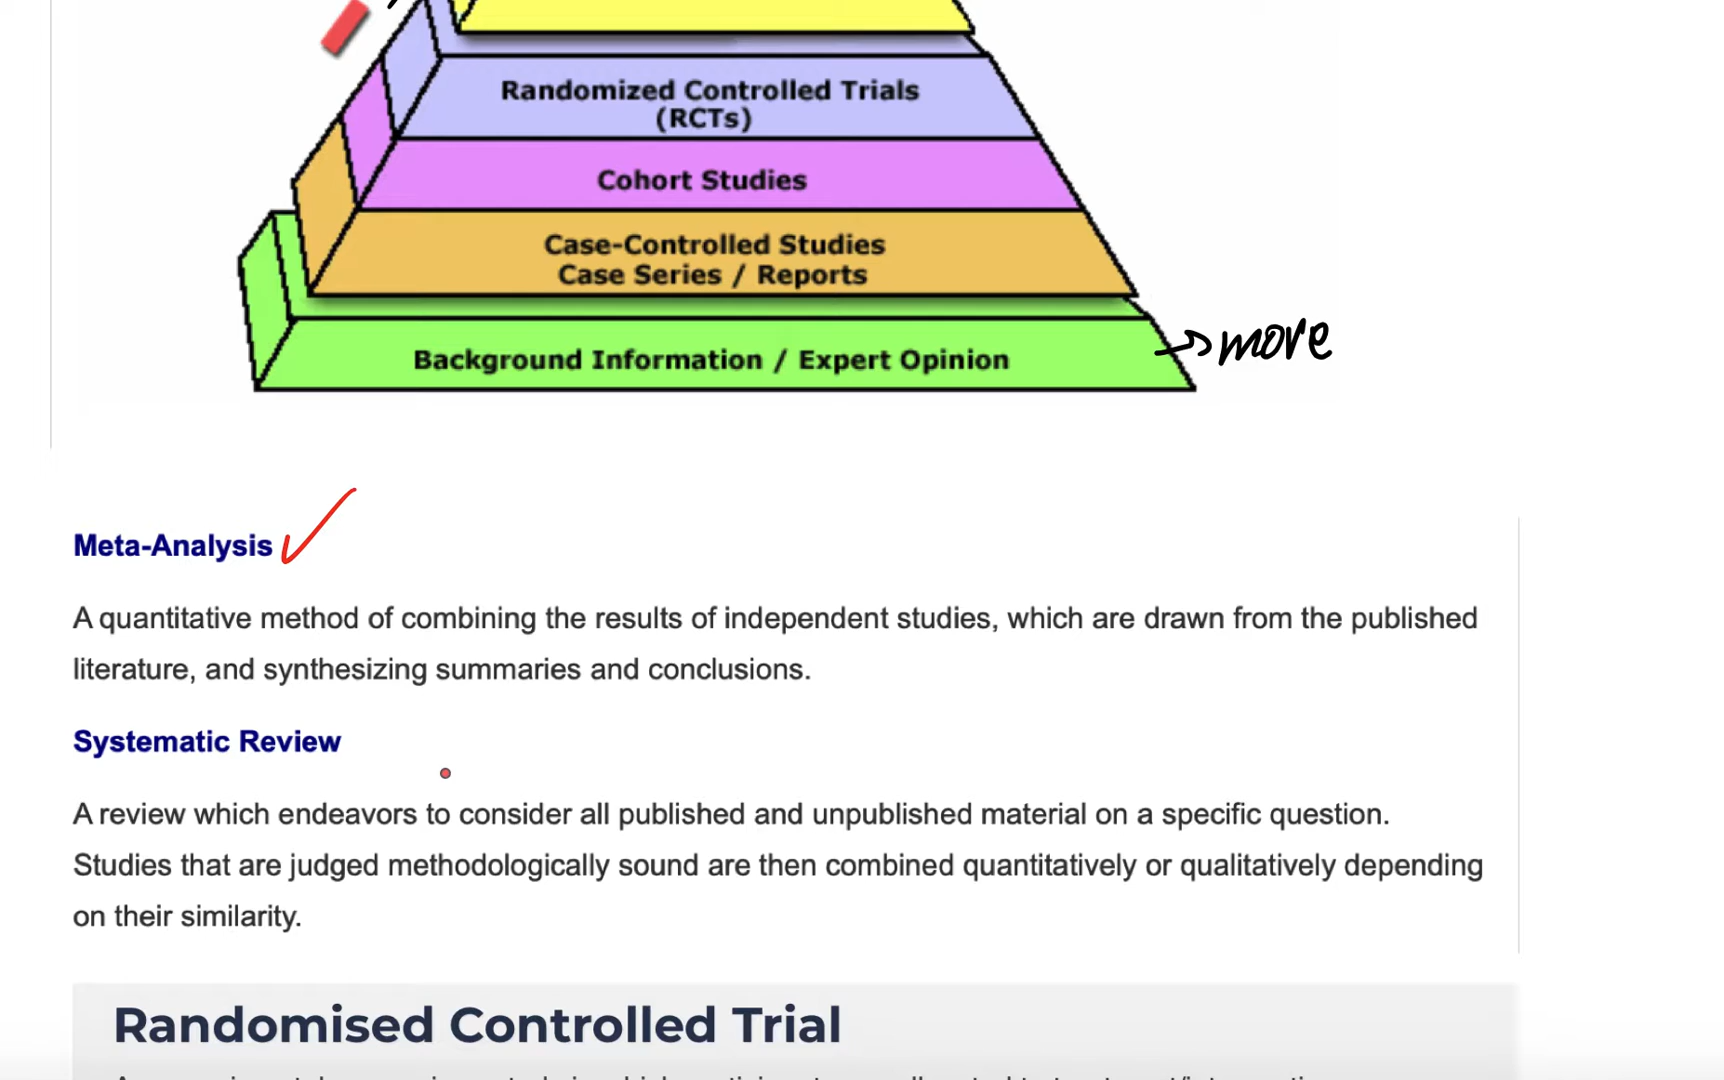 Randomized Controlled Trials
(RCTs)
Cohort Studies
Case-Controlled Studies
Case Series / Reports
Background Information / Expert Opinion
more
Meta-Analysis
A quantitative method of combining the results of independent studies, which are drawn from the published
literature, and synthesizing summaries and conclusions.
Systematic Review
A review which endeavors to consider all published and unpublished material on a specific question.
Studies that are judged methodologically sound are then combined quantitatively or qualitatively depending
on their similarity.
Randomised Controlled Trial